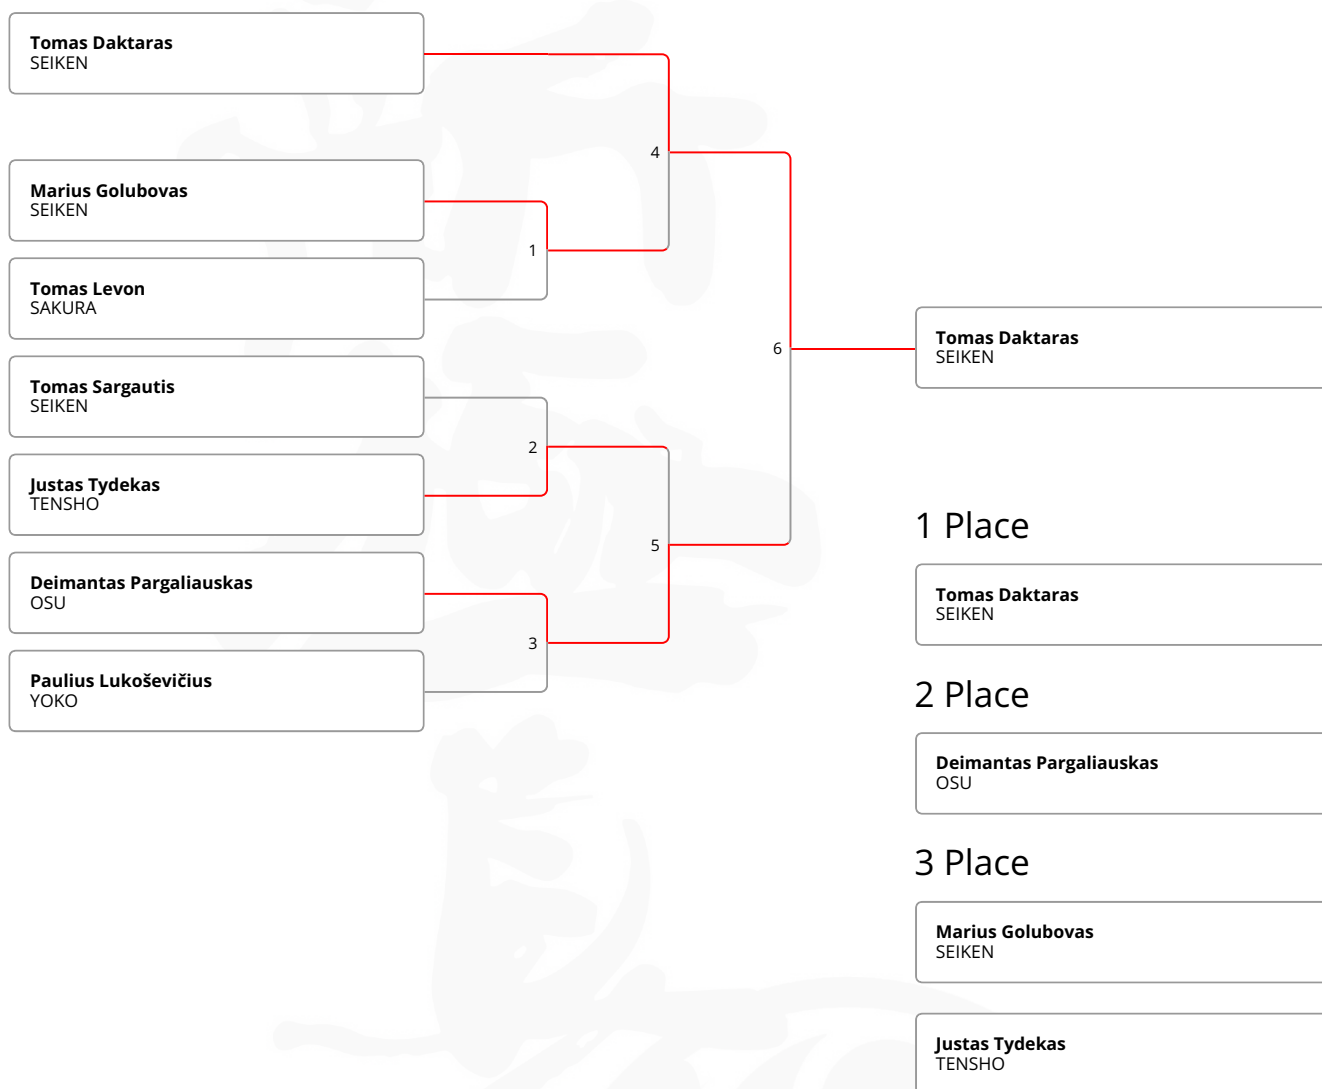 Tomas Daktaras
SEIKEN
Marius Golubovas
SEIKEN
Tomas Levon
SAKURA
Tomas Sargautis
SEIKEN
Justas Tydekas
TENSHO
Deimantas Pargaliauskas
OSU
Paulius Lukoševičius
YOKO
1
2
3
4
5
6
Tomas Daktaras
SEIKEN
1 Place
Tomas Daktaras
SEIKEN
2 Place
Deimantas Pargaliauskas
OSU
3 Place
Marius Golubovas
SEIKEN
Justas Tydekas
TENSHO